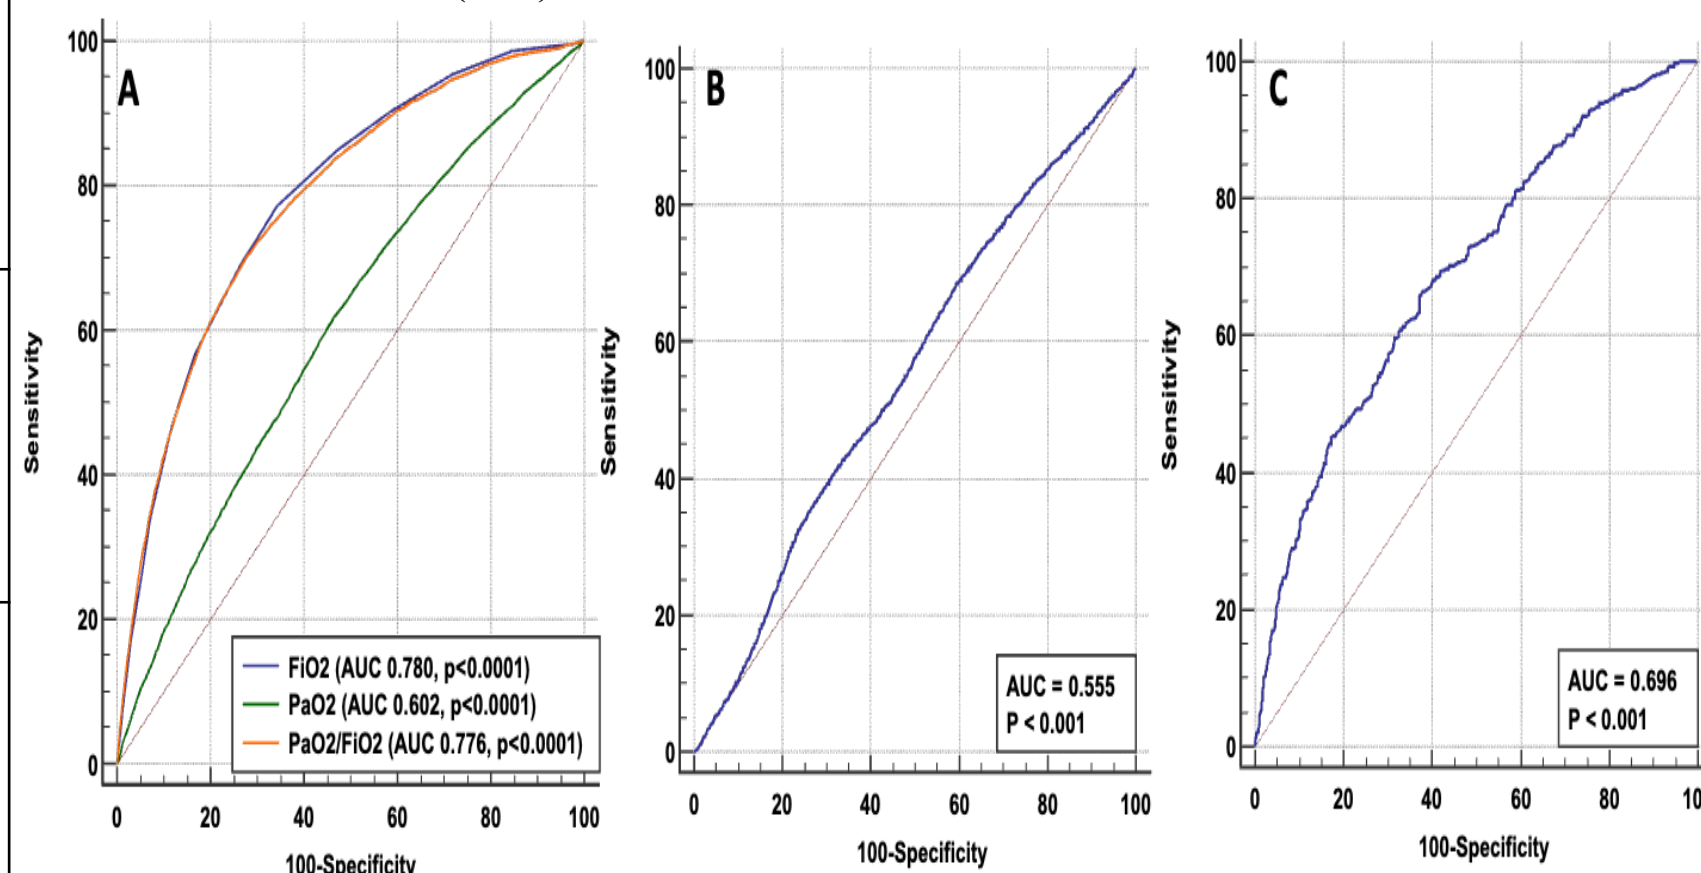 A
100
80
60
40
20
0
Sensitivity
FiO2 (AUC 0.780, p<0.0001)
PaO2 (AUC 0.602, p<0.0001)
PaO2/FiO2 (AUC 0.776, p<0.0001)
0 20 40 60 80 100
100-Specificity
B
100
80
60
40
20
0
Sensitivity
AUC = 0.555
P < 0.001
0 20 40 60 80 100
100-Specificity
C
100
80
60
40
20
0
Sensitivity
AUC = 0.696
P < 0.001
0 20 40 60 80 10
100-Specificity